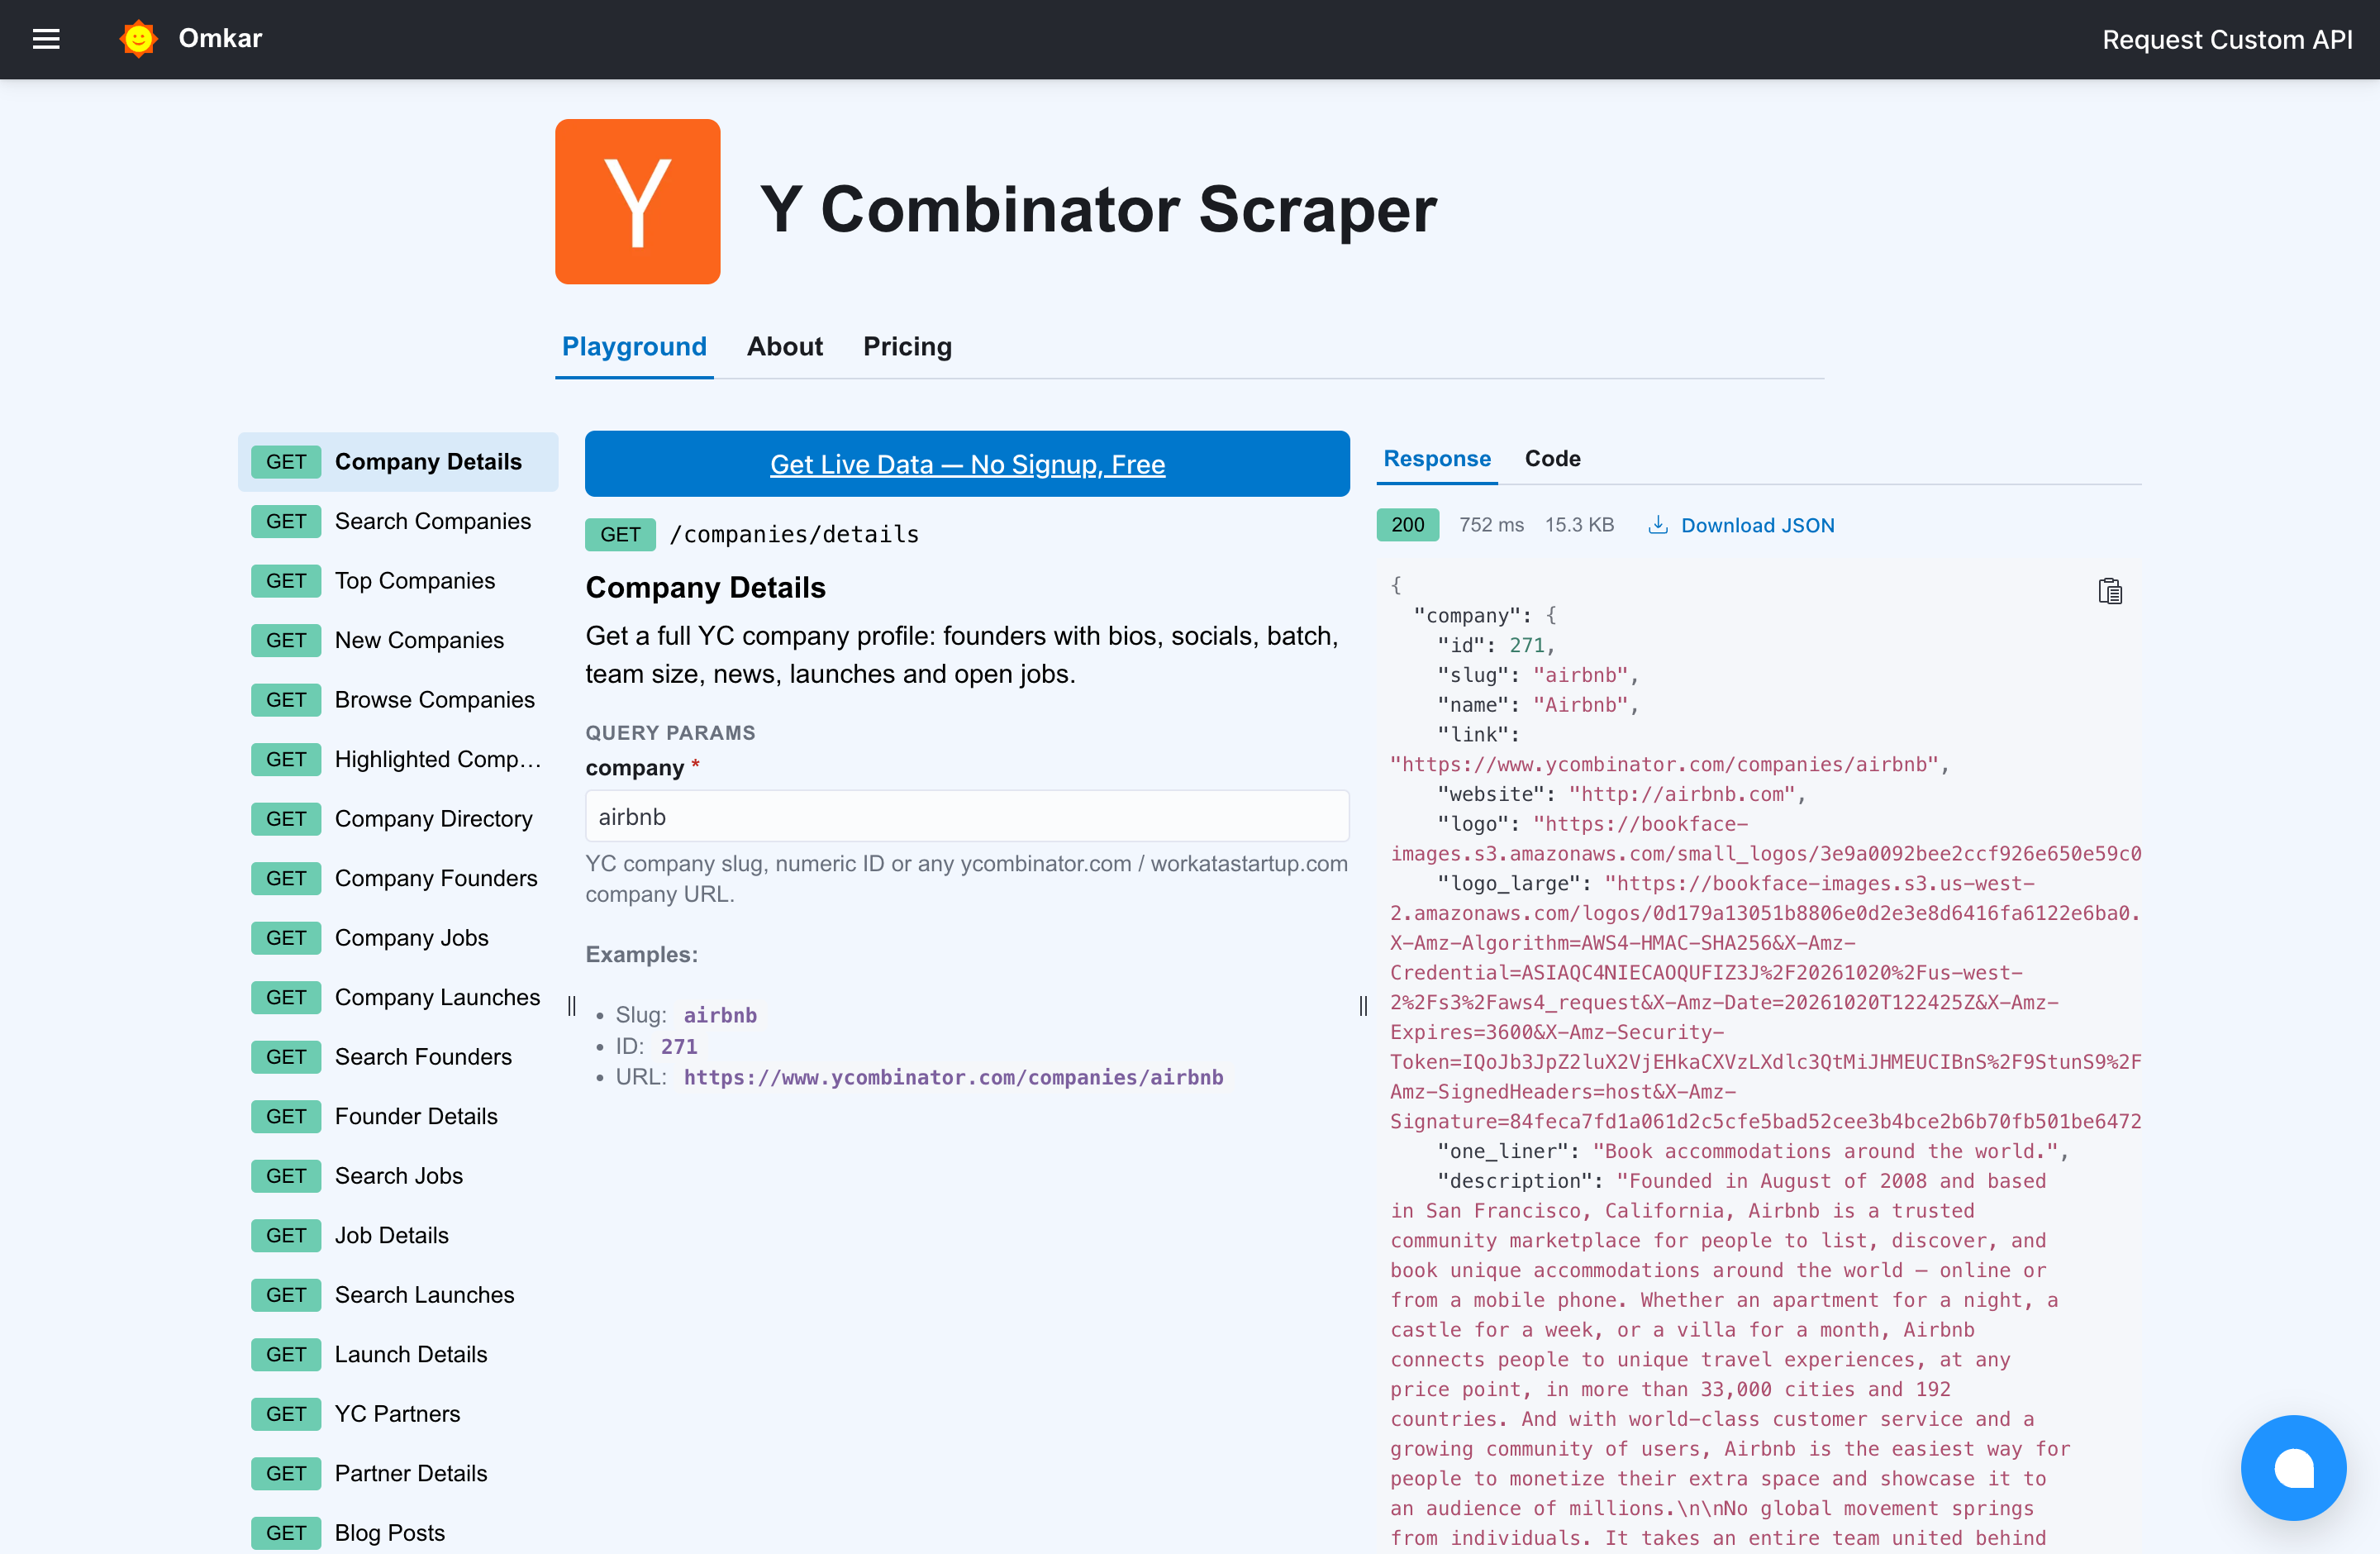 Omkar
Request Custom API
Y
Y Combinator Scraper
Playground
About
Pricing
GET Company Details
GET Search Companies
GET Top Companies
GET New Companies
GET Browse Companies
GET Highlighted Comp…
GET Company Directory
GET Company Founders
GET Company Jobs
GET Company Launches
GET Search Founders
GET Founder Details
GET Search Jobs
GET Job Details
GET Search Launches
GET Launch Details
GET YC Partners
GET Partner Details
GET Blog Posts
Get Live Data — No Signup, Free
GET /companies/details
Company Details
Get a full YC company profile: founders with bios, socials, batch,
team size, news, launches and open jobs.
QUERY PARAMS
company *
airbnb
YC company slug, numeric ID or any ycombinator.com / workatastartup.com
company URL.
Examples:
• Slug: airbnb
• ID: 271
• URL: https://www.ycombinator.com/companies/airbnb
Response
Code
200 752 ms 15.3 KB Download JSON
{
"company": {
"id": 271,
"slug": "airbnb",
"name": "Airbnb",
"link":
"https://www.ycombinator.com/companies/airbnb",
"website": "http://airbnb.com",
"logo": "https://bookface-
images.s3.amazonaws.com/small_logos/3e9a0092bee2ccf926e650e59c0
"logo_large": "https://bookface-images.s3.us-west-
2.amazonaws.com/logos/0d179a13051b8806e0d2e3e8d6416fa6122e6ba0.
X-Amz-Algorithm=AWS4-HMAC-SHA256&X-Amz-
Credential=ASIAQC4NIECAOQUFIZ3J%2F20261020%2Fus-west-
2%2Fs3%2Faws4_request&X-Amz-Date=20261020T122425Z&X-Amz-
Expires=3600&X-Amz-Security-
Token=IQoJb3JpZ2luX2VjEHkaCXVzLXdlc3QtMiJHMEUCIBnS%2F9StunS9%2F
Amz-SignedHeaders=host&X-Amz-
Signature=84feca7fd1a061d2c5cfe5bad52cee3b4bce2b6b70fb501be6472
"one_liner": "Book accommodations around the world.",
"description": "Founded in August of 2008 and based
in San Francisco, California, Airbnb is a trusted
community marketplace for people to list, discover, and
book unique accommodations around the world — online or
from a mobile phone. Whether an apartment for a night, a
castle for a week, or a villa for a month, Airbnb
connects people to unique travel experiences, at any
price point, in more than 33,000 cities and 192
countries. And with world-class customer service and a
growing community of users, Airbnb is the easiest way for
people to monetize their extra space and showcase it to
an audience of millions.\n\nNo global movement springs
from individuals. It takes an entire team united behind